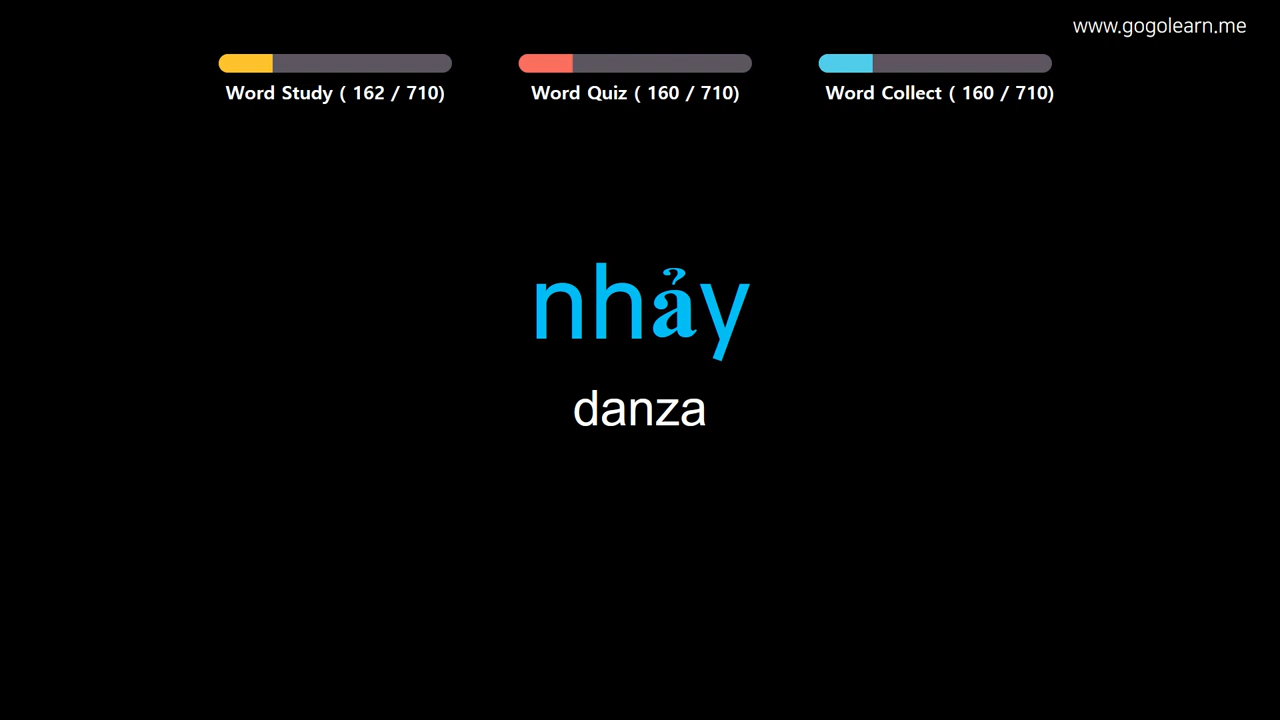 www.gogolearn.me
Word Study ( 162 / 710)
Word Quiz ( 160 / 710)
Word Collect ( 160 / 710)
nhảy
danza